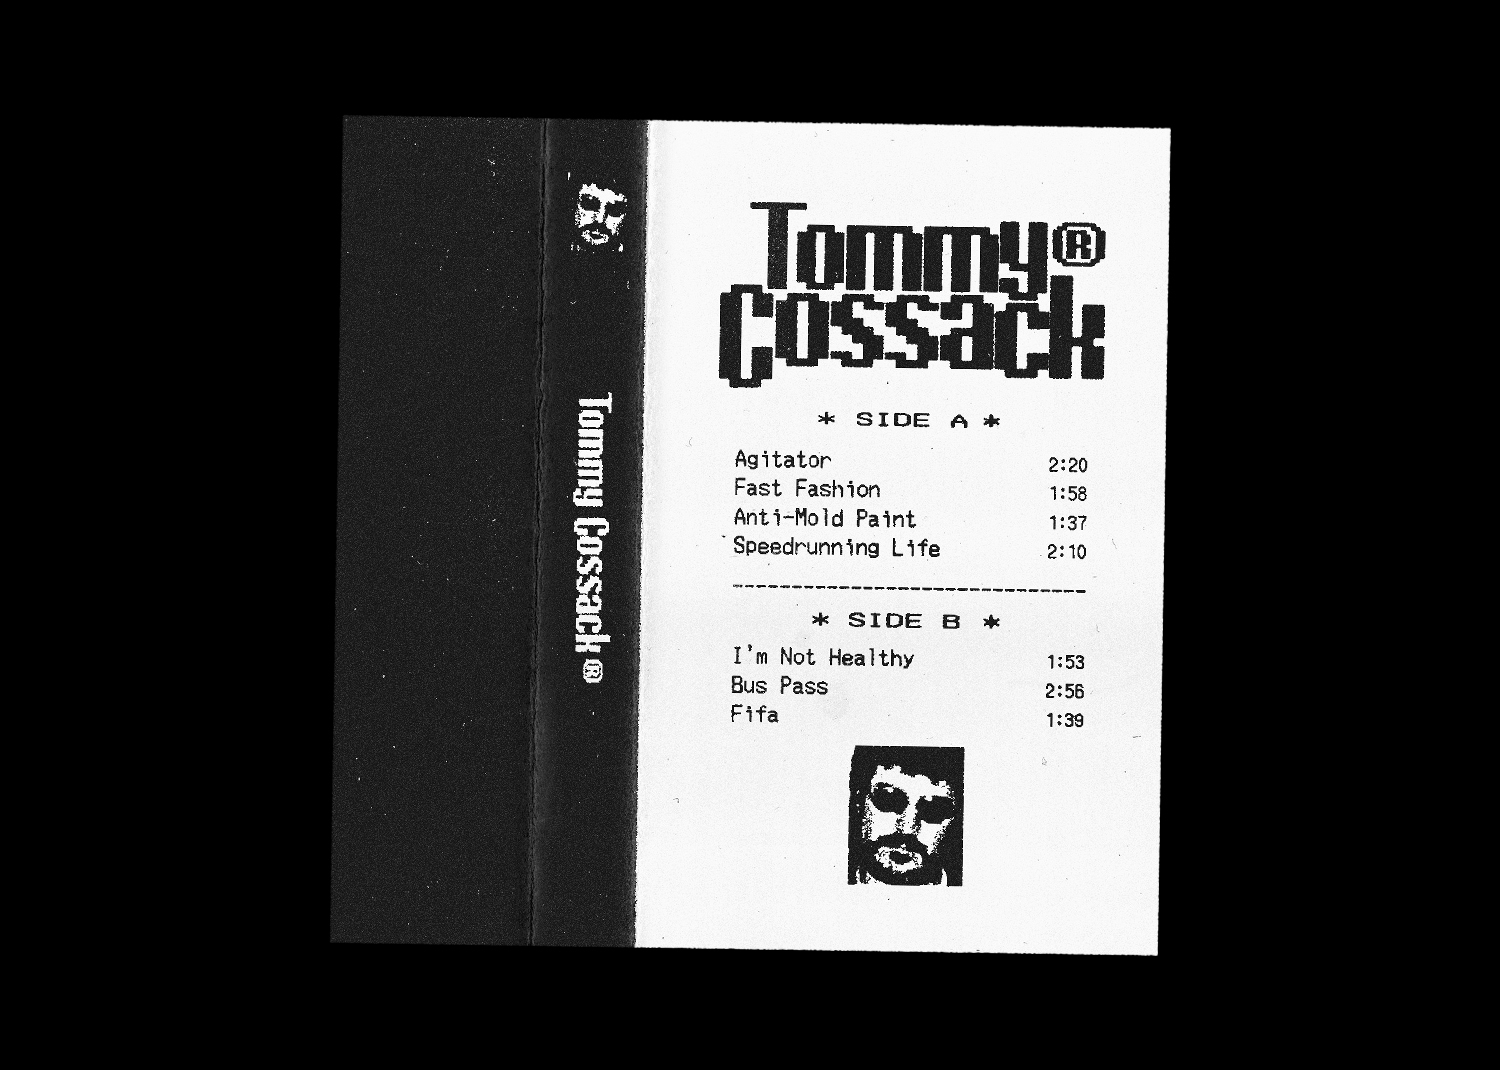 Tommy Cossack ®
Tommy®
Cossack
* SIDE A *
Agitator 2:20
Fast Fashion 1:58
Anti-Mold Paint 1:37
Speedrunning Life 2:10
--------------------------------
* SIDE B *
I'm Not Healthy 1:53
Bus Pass 2:56
Fifa 1:39